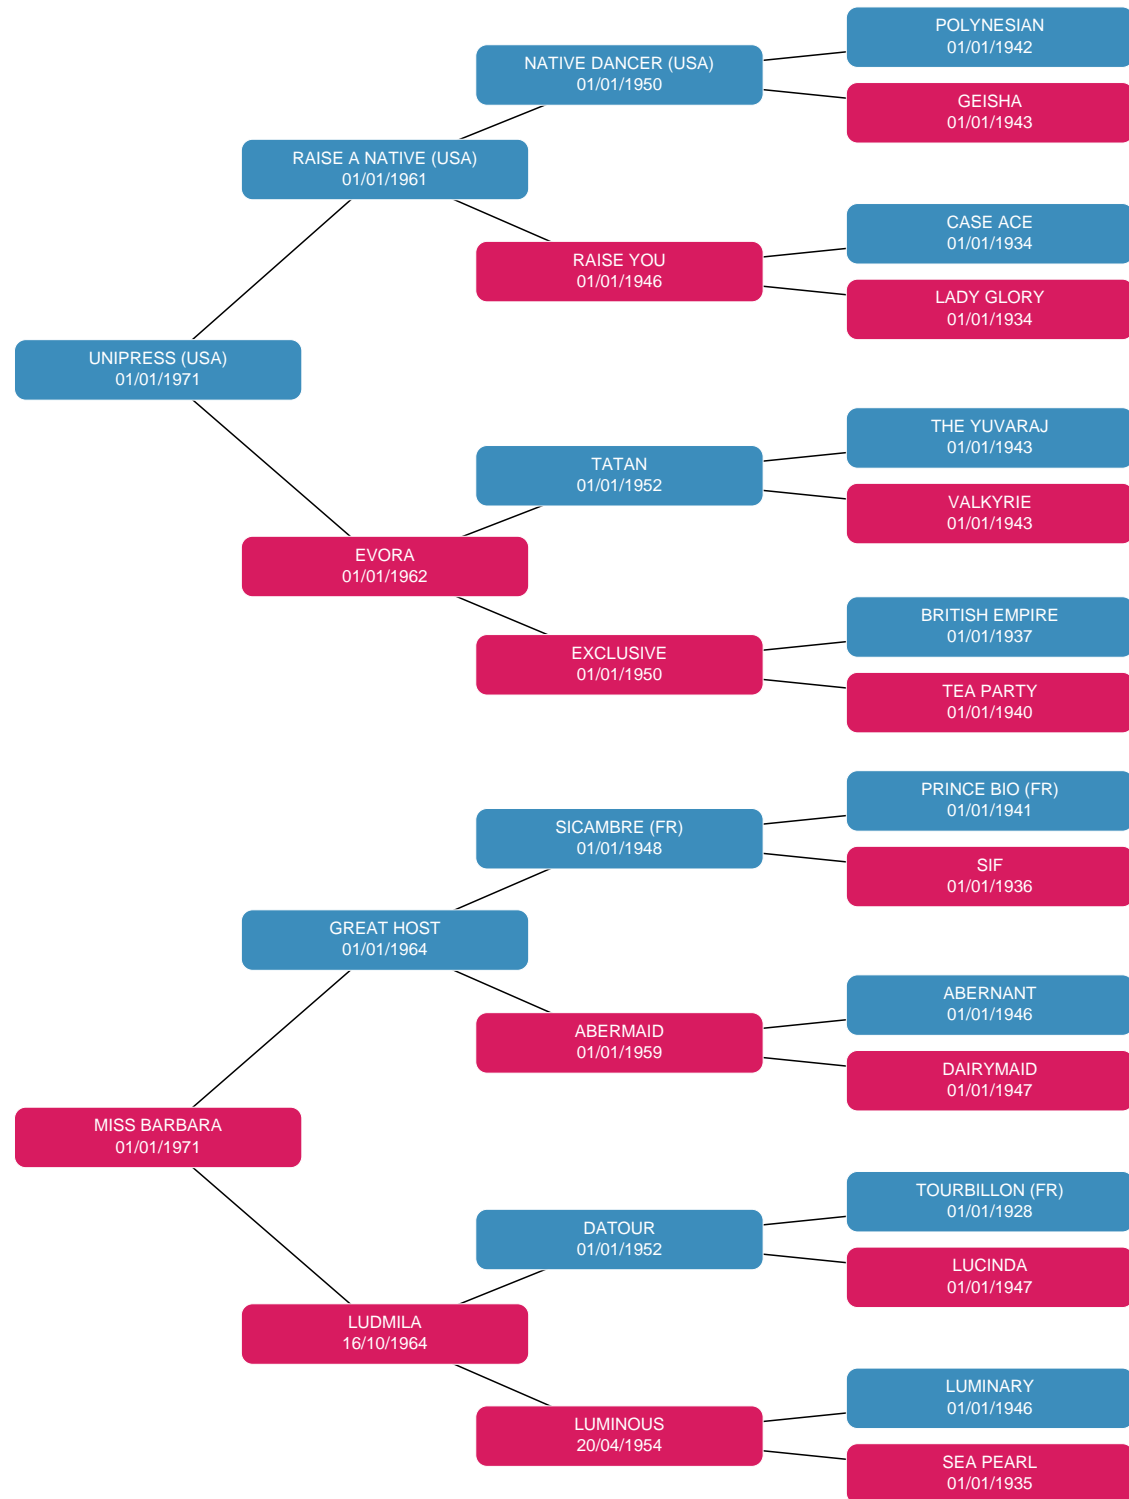 POLYNESIAN
01/01/1942
NATIVE DANCER (USA)
01/01/1950
GEISHA
01/01/1943
RAISE A NATIVE (USA)
01/01/1961
CASE ACE
01/01/1934
RAISE YOU
01/01/1946
LADY GLORY
01/01/1934
UNIPRESS (USA)
01/01/1971
THE YUVARAJ
01/01/1943
TATAN
01/01/1952
VALKYRIE
01/01/1943
EVORA
01/01/1962
BRITISH EMPIRE
01/01/1937
EXCLUSIVE
01/01/1950
TEA PARTY
01/01/1940
PRINCE BIO (FR)
01/01/1941
SICAMBRE (FR)
01/01/1948
SIF
01/01/1936
GREAT HOST
01/01/1964
ABERNANT
01/01/1946
ABERMAID
01/01/1959
DAIRYMAID
01/01/1947
MISS BARBARA
01/01/1971
TOURBILLON (FR)
01/01/1928
DATOUR
01/01/1952
LUCINDA
01/01/1947
LUDMILA
16/10/1964
LUMINARY
01/01/1946
LUMINOUS
20/04/1954
SEA PEARL
01/01/1935